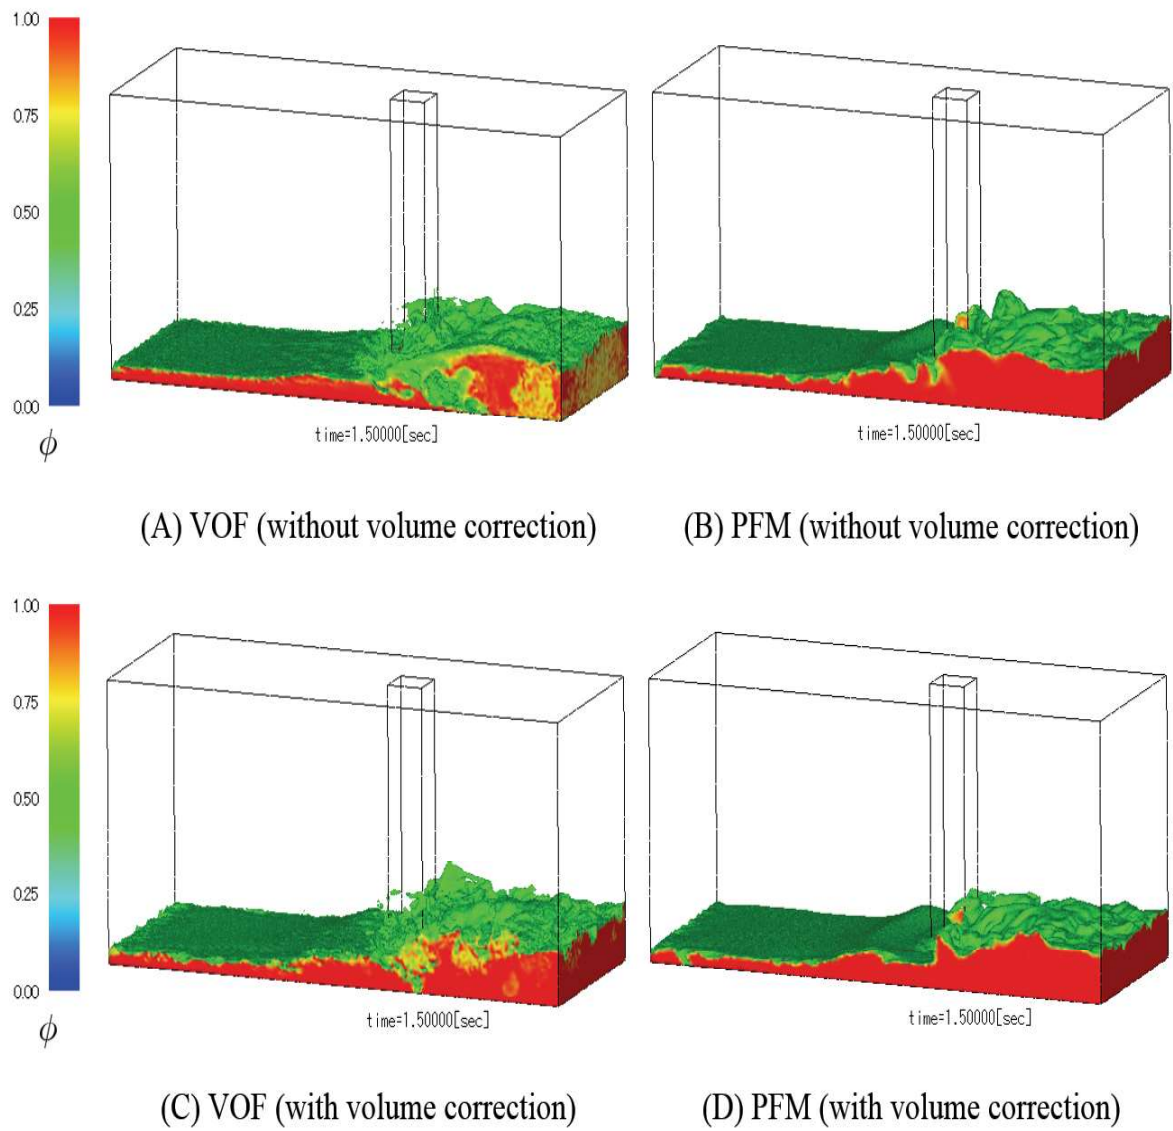 1.00
0.75
0.50
0.25
0.00
ϕ
time=1.50000[sec]
time=1.50000[sec]
(A) VOF (without volume correction)
(B) PFM (without volume correction)
1.00
0.75
0.50
0.25
0.00
ϕ
time=1.50000[sec]
time=1.50000[sec]
(C) VOF (with volume correction)
(D) PFM (with volume correction)